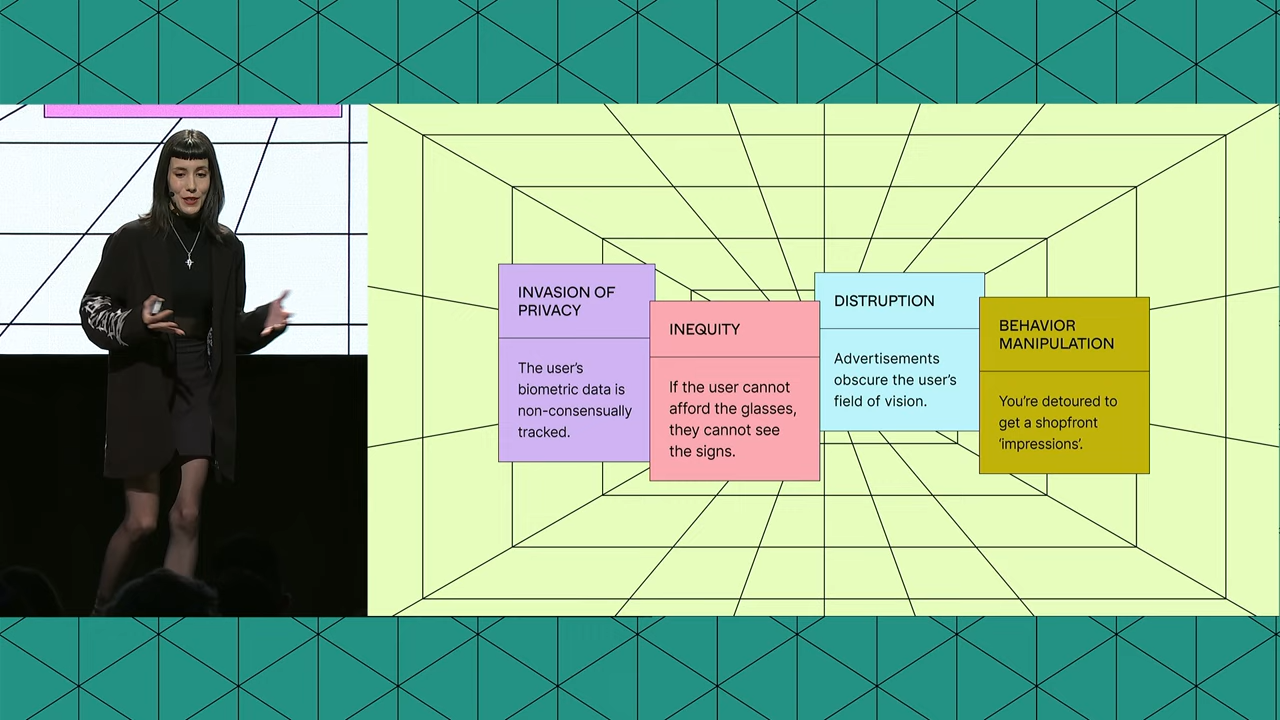 INVASION OF
PRIVACY
The user's
biometric data is
non-consensually
tracked.
INEQUITY
If the user cannot
afford the glasses,
they cannot see
the signs.
DISTRUPTION
Advertisements
obscure the user's
field of vision.
BEHAVIOR
MANIPULATION
You're detoured to
get a shopfront
'impressions'.